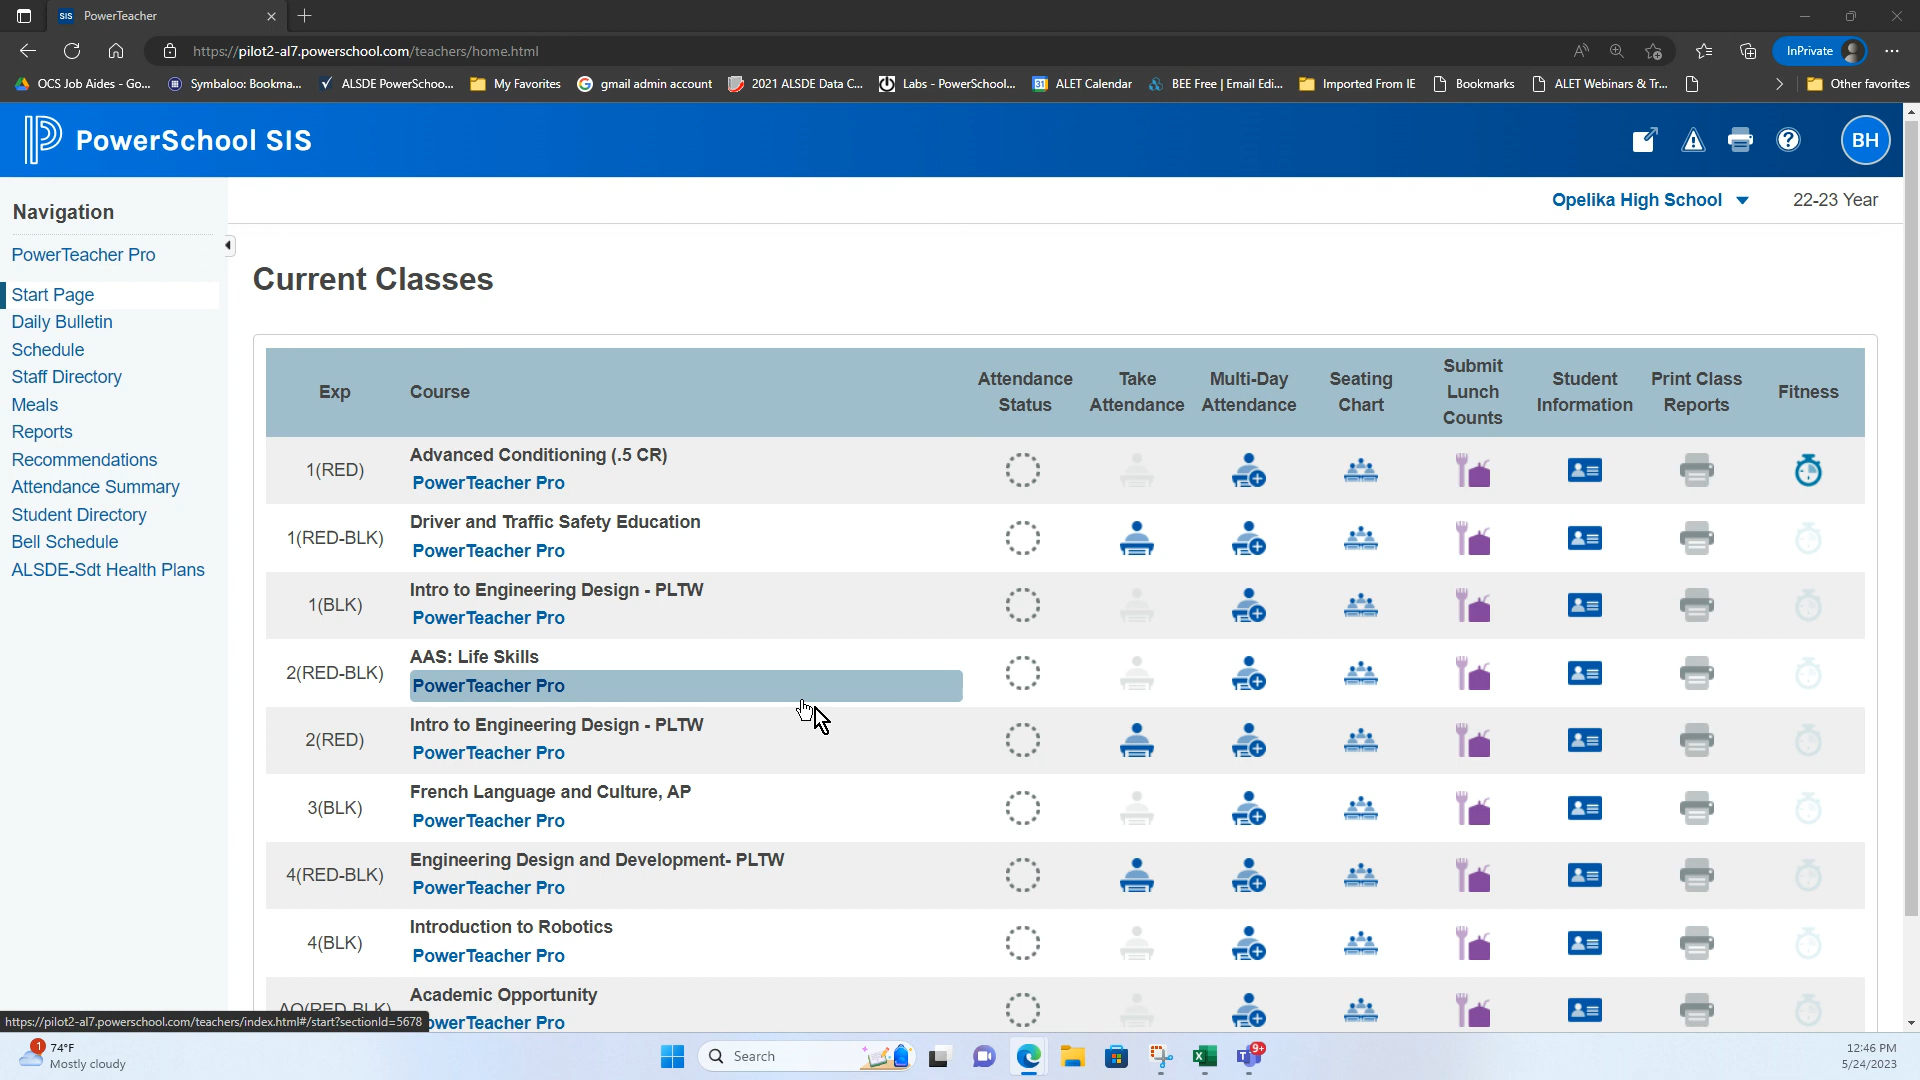 SIS PowerTeacher
https://pilot2-al7.powerschool.com/teachers/home.html
InPrivate
OCS Job Aides - Go...
Symbaloo: Bookma...
ALSDE PowerSchoo...
My Favorites
gmail admin account
2021 ALSDE Data C...
Labs - PowerSchool...
31 ALET Calendar
BEE Free | Email Edi...
Imported From IE
Bookmarks
ALET Webinars & Tr...
Other favorites
PowerSchool SIS
BH
Opelika High School
22-23 Year
Navigation
PowerTeacher Pro
Start Page
Daily Bulletin
Schedule
Staff Directory
Meals
Reports
Recommendations
Attendance Summary
Student Directory
Bell Schedule
ALSDE-Sdt Health Plans
Current Classes
Exp
Course
Attendance
Status
Take
Attendance
Multi-Day
Attendance
Seating
Chart
Submit
Lunch
Counts
Student
Information
Print Class
Reports
Fitness
1(RED)
Advanced Conditioning (.5 CR)
PowerTeacher Pro
1(RED-BLK)
Driver and Traffic Safety Education
PowerTeacher Pro
1(BLK)
Intro to Engineering Design - PLTW
PowerTeacher Pro
2(RED-BLK)
AAS: Life Skills
PowerTeacher Pro
2(RED)
Intro to Engineering Design - PLTW
PowerTeacher Pro
3(BLK)
French Language and Culture, AP
PowerTeacher Pro
4(RED-BLK)
Engineering Design and Development- PLTW
PowerTeacher Pro
4(BLK)
Introduction to Robotics
PowerTeacher Pro
AO(RED-BLK)
Academic Opportunity
werTeacher Pro
https://pilot2-al7.powerschool.com/teachers/index.html#/start?sectionId=5678
1
74°F
Mostly cloudy
Search
9+
12:46 PM
5/24/2023